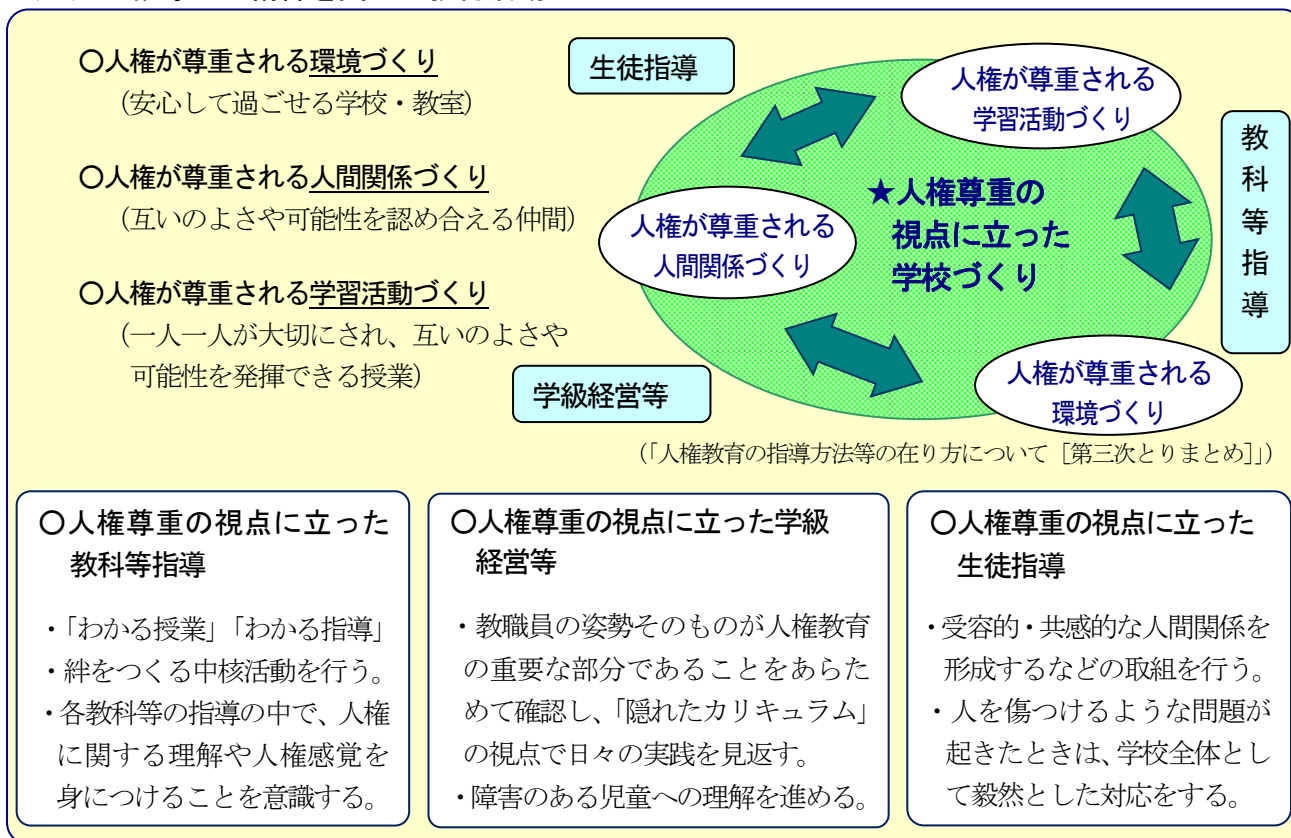 〇人権が尊重される環境づくり
（安心して過ごせる学校・教室）
〇人権が尊重される人間関係づくり
（互いのよさや可能性を認め合える仲間）
〇人権が尊重される学習活動づくり
（一人一人が大切にされ、互いのよさや
可能性を発揮できる授業）
生徒指導
人権が尊重される
学習活動づくり
教科等指導
★人権尊重の
視点に立った
学校づくり
人権が尊重される
人間関係づくり
学級経営等
人権が尊重される
環境づくり
（「人権教育の指導方法等の在り方について［第三次とりまとめ］」）
〇人権尊重の視点に立った
教科等指導
・「わかる授業」「わかる指導」
・絆をつくる中核活動を行う。
・各教科等の指導の中で、人権
に関する理解や人権感覚を
身につけることを意識する。
〇人権尊重の視点に立った学級
経営等
・教職員の姿勢そのものが人権教育
の重要な部分であることをあらた
めて確認し、「隠れたカリキュラム」
の視点で日々の実践を見返す。
・障害のある児童への理解を進める。
〇人権尊重の視点に立った
生徒指導
・受容的・共感的な人間関係を
形成するなどの取組を行う。
・人を傷つけるような問題が
起きたときは、学校全体とし
て毅然とした対応をする。